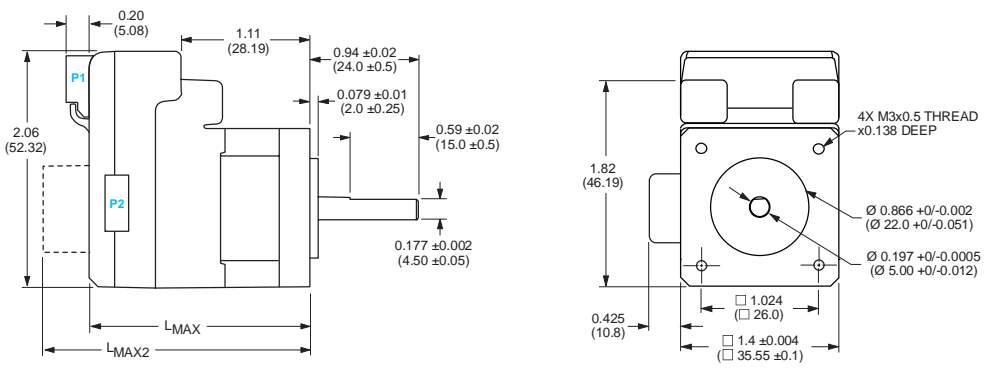 0.20
(5.08)
1.11
(28.19)
0.94 ±0.02
(24.0 ±0.5)
P1
0.079 ±0.01
(2.0 ±0.25)
0.59 ±0.02
(15.0 ±0.5)
2.06
(52.32)
P2
0.177 ±0.002
(4.50 ±0.05)
LMAX
LMAX2
4X M3x0.5 THREAD
x0.138 DEEP
1.82
(46.19)
Ø 0.866 +0/-0.002
(Ø 22.0 +0/-0.051)
Ø 0.197 +0/-0.0005
(Ø 5.00 +0/-0.012)
□ 1.024
(□ 26.0)
0.425
(10.8)
□ 1.4 ±0.004
(□ 35.55 ±0.1)